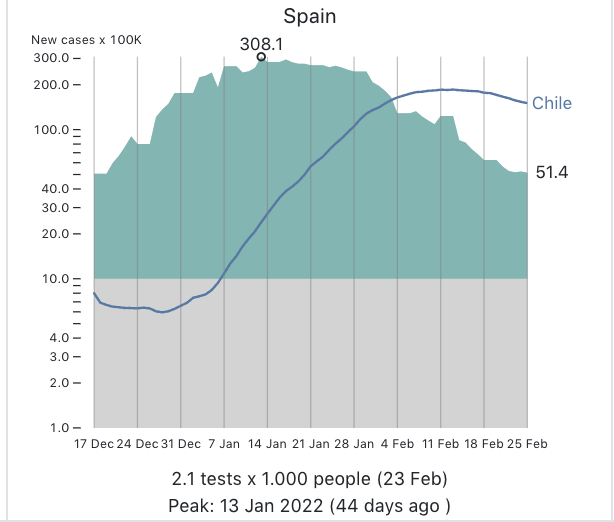 Spain
New cases x 100K
308.1
300.0
200.0
100.0
Chile
51.4
40.0
30.0
20.0
10.0
4.0
3.0
2.0
1.0
17 Dec 24 Dec 31 Dec 7 Jan 14 Jan 21 Jan 28 Jan 4 Feb 11 Feb 18 Feb 25 Feb
2.1 tests x 1.000 people (23 Feb)
Peak: 13 Jan 2022 (44 days ago )